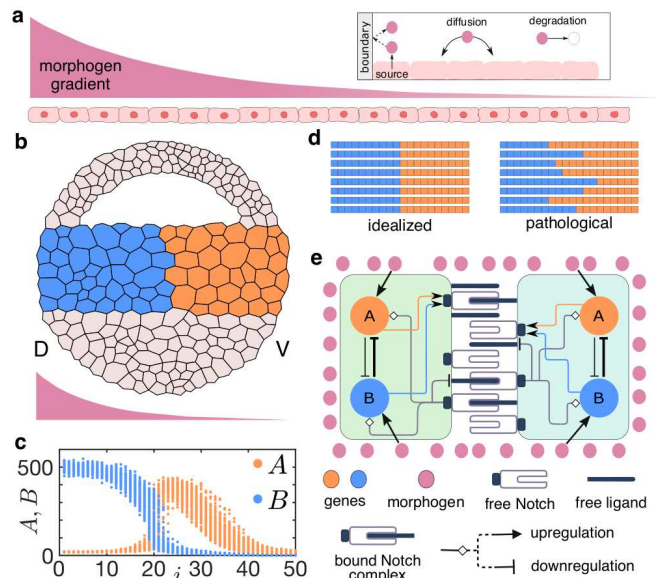 a
morphogen
gradient
boundary
source
diffusion
degradation
b
D
V
c
A, B
500
0
A
B
0
10
20
30
40
50
i
d
idealized
pathological
e
A
B
A
B
genes
morphogen
free Notch
free ligand
bound Notch
complex
upregulation
downregulation